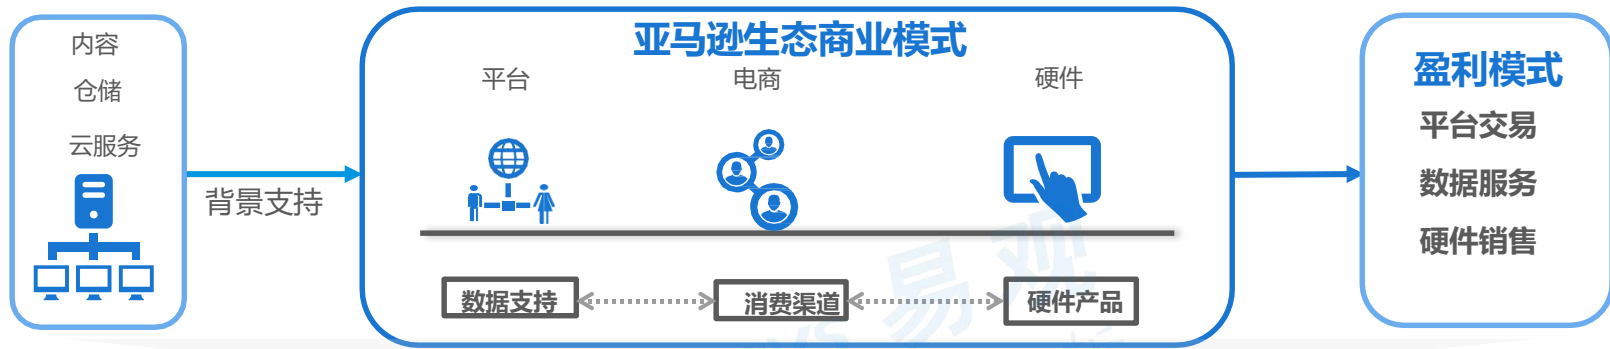 内容
仓储
云服务
背景支持
亚马逊生态商业模式
平台
电商
硬件
数据支持
消费渠道
硬件产品
易观
盈利模式
平台交易
数据服务
硬件销售